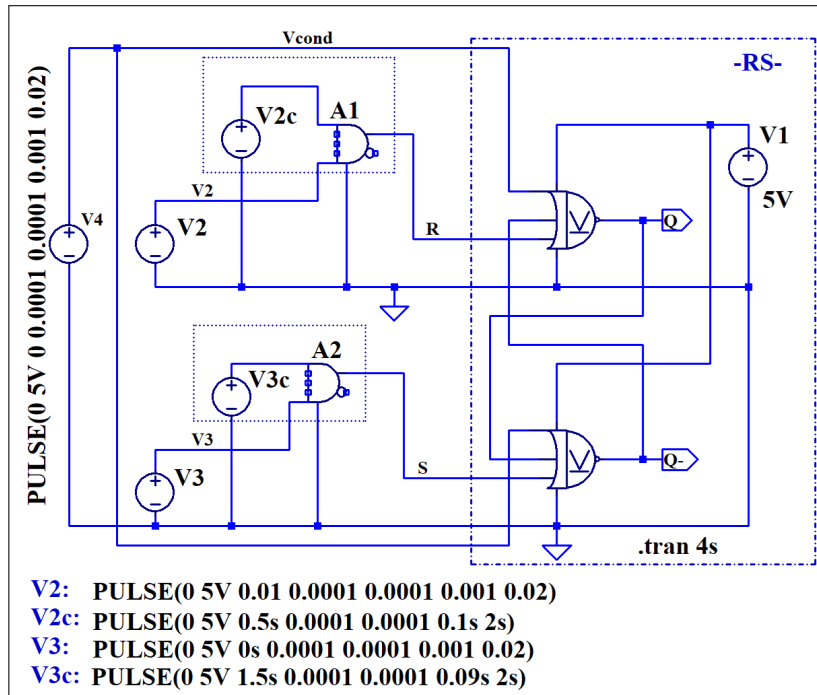 Vcond
-RS-
PULSE(0 5V 0 0.0001 0.0001 0.001 0.02)
V2c
A1
V1
5V
V2
V4
V2
R
Q
A2
V3c
V3
V3
S
Q-
.tran 4s
V2: PULSE(0 5V 0.01 0.0001 0.0001 0.001 0.02)
V2c: PULSE(0 5V 0.5s 0.0001 0.0001 0.1s 2s)
V3: PULSE(0 5V 0s 0.0001 0.0001 0.001 0.02)
V3c: PULSE(0 5V 1.5s 0.0001 0.0001 0.09s 2s)